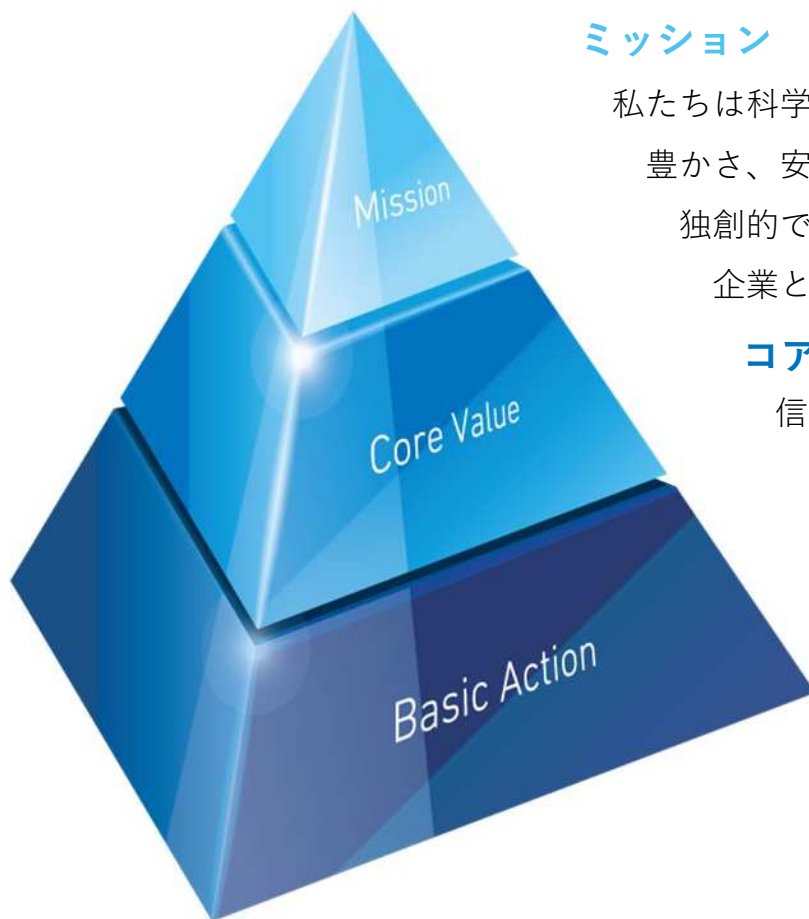 ミッション
私たちは科学
豊かさ、安
独創的で
企業と
コア
信
Mission
Core Value
Basic Action